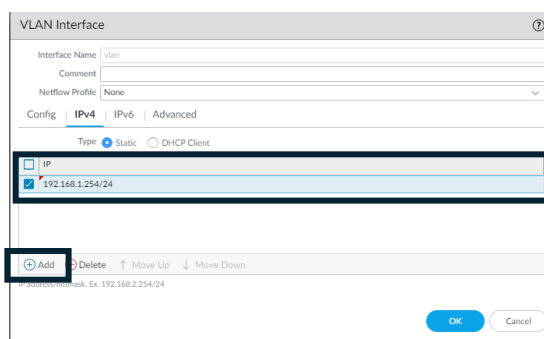 VLAN Interface
Interface Name vlan
Comment
Netflow Profile None
Config | IPv4 | IPv6 | Advanced
Type Static DHCP Client
IP
192.168.1.254/24
Add Delete ↑ Move Up ↓ Move Down
IP address/netmask. Ex. 192.168.2.254/24
OK Cancel